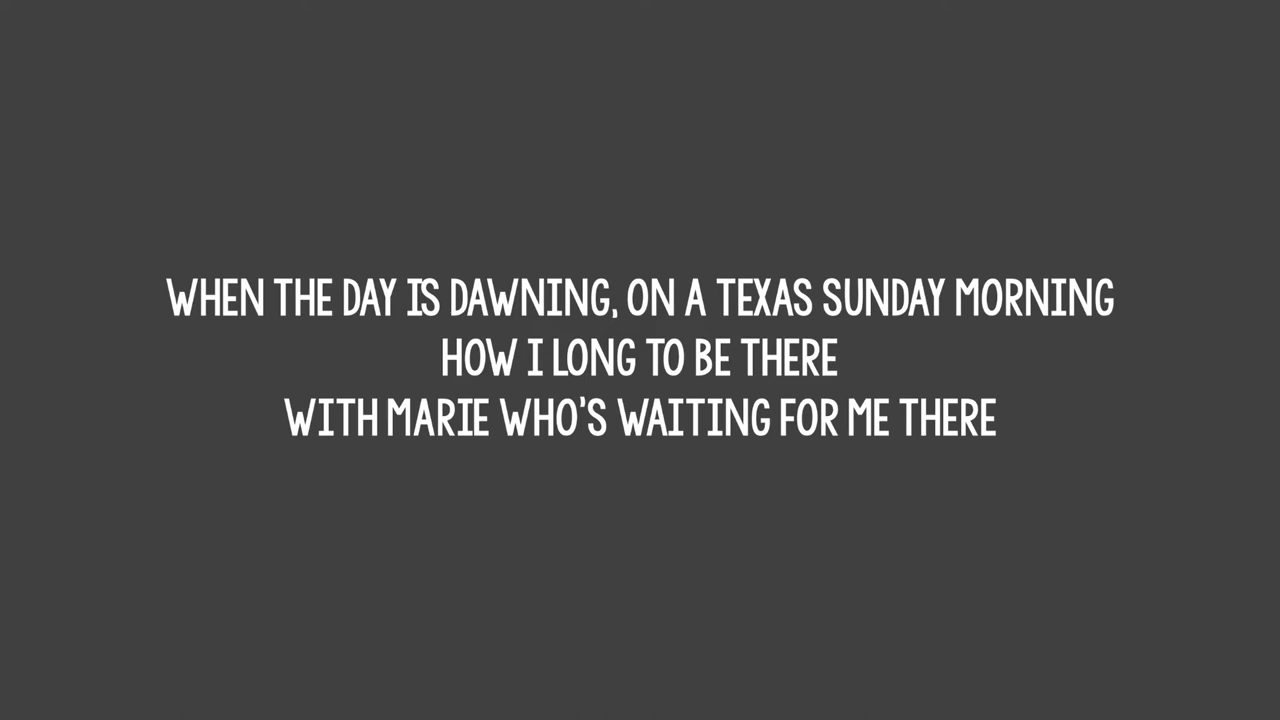 WHEN THE DAY IS DAWNING, ON A TEXAS SUNDAY MORNING
HOW I LONG TO BE THERE
WITH MARIE WHO'S WAITING FOR ME THERE